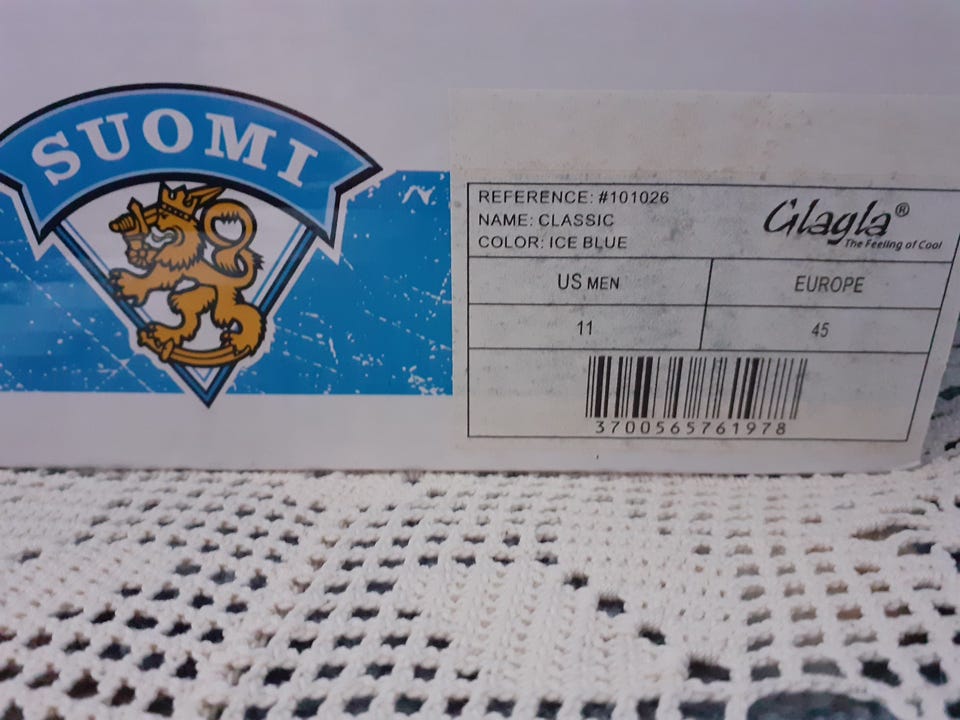 SUOMI
REFERENCE: #101026
NAME: CLASSIC
COLOR: ICE BLUE
Glagla®
The Feeling of Cool
US MEN
EUROPE
11
45
3700565761978